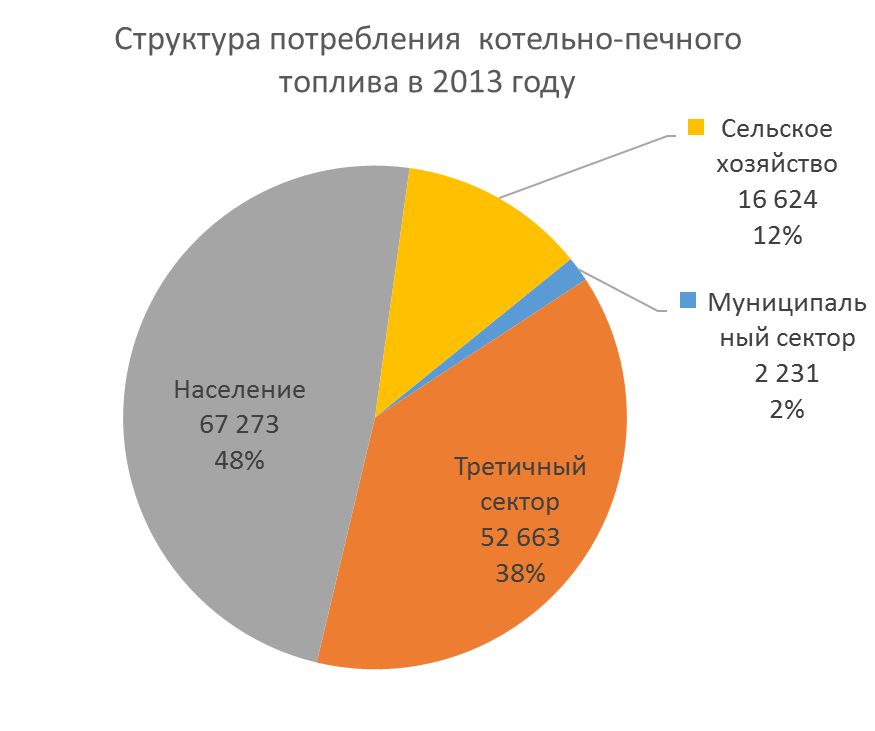 Структура потребления  котельно-печного
топлива в 2013 году
Сельское
хозяйство
16 624
12%
Муниципаль
ный сектор
2 231
2%
Население
67 273
48%
Третичный
сектор
52 663
38%